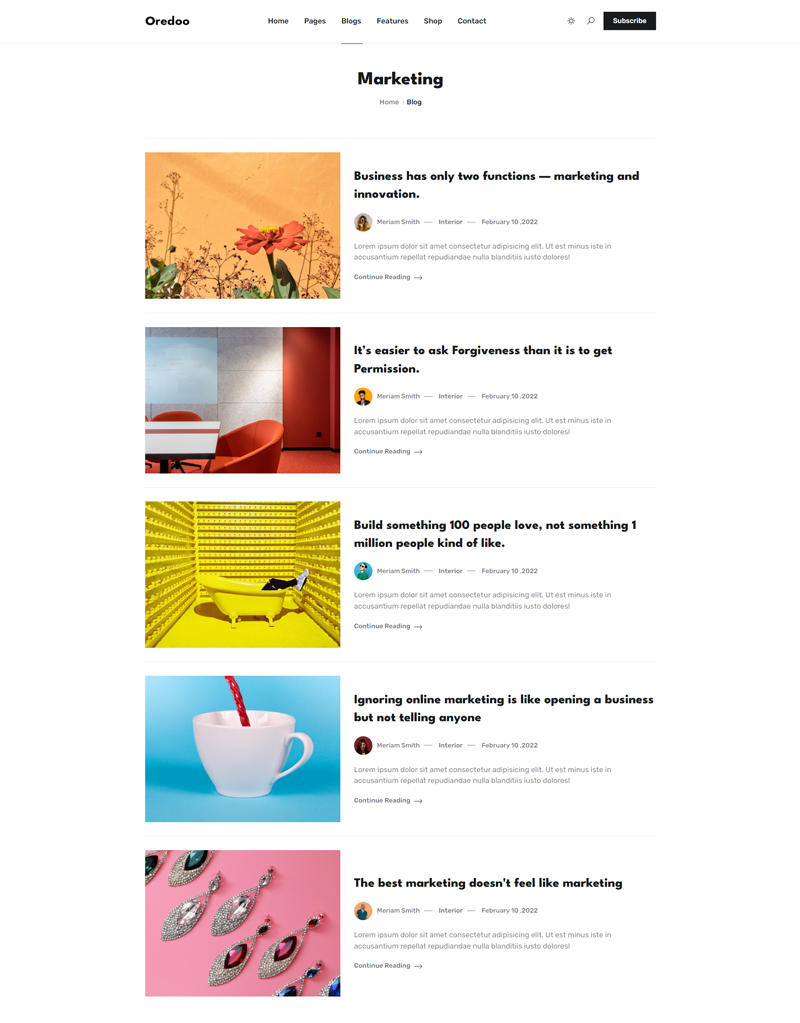 Oredoo Home Pages Blogs Features Shop Contact Subscribe
Marketing
Home › Blog
Business has only two functions — marketing and
innovation.
Meriam Smith — Interior — February 10 ,2022
Lorem ipsum dolor sit amet consectetur adipisicing elit. Ut est minus iste in
accusantium repellat repudiandae nulla blanditiis iusto dolores!
Continue Reading →
It's easier to ask Forgiveness than it is to get
Permission.
Meriam Smith — Interior — February 10 ,2022
Lorem ipsum dolor sit amet consectetur adipisicing elit. Ut est minus iste in
accusantium repellat repudiandae nulla blanditiis iusto dolores!
Continue Reading →
Build something 100 people love, not something 1
million people kind of like.
Meriam Smith — Interior — February 10 ,2022
Lorem ipsum dolor sit amet consectetur adipisicing elit. Ut est minus iste in
accusantium repellat repudiandae nulla blanditiis iusto dolores!
Continue Reading →
Ignoring online marketing is like opening a business
but not telling anyone
Meriam Smith — Interior — February 10 ,2022
Lorem ipsum dolor sit amet consectetur adipisicing elit. Ut est minus iste in
accusantium repellat repudiandae nulla blanditiis iusto dolores!
Continue Reading →
The best marketing doesn't feel like marketing
Meriam Smith — Interior — February 10 ,2022
Lorem ipsum dolor sit amet consectetur adipisicing elit. Ut est minus iste in
accusantium repellat repudiandae nulla blanditiis iusto dolores!
Continue Reading →